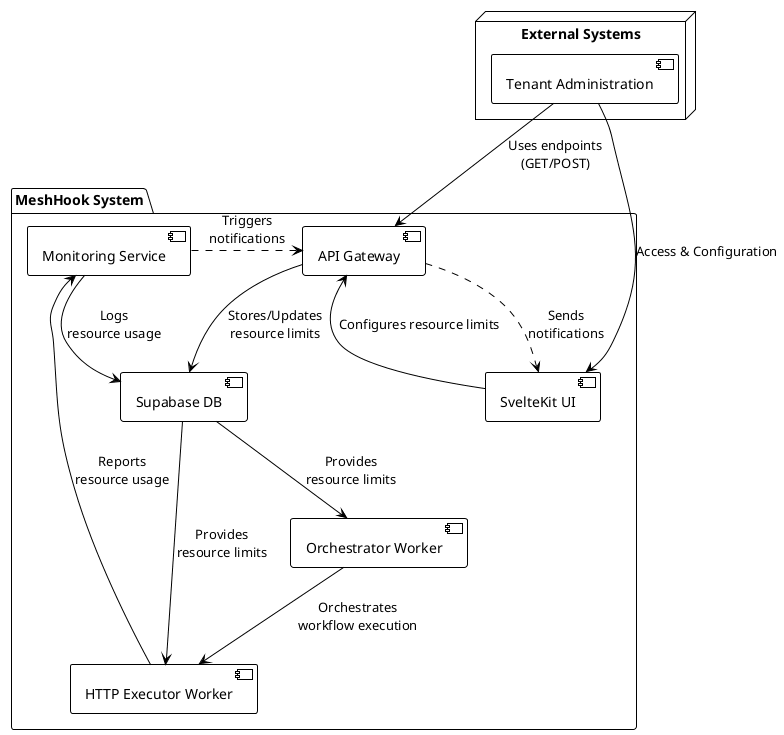 External Systems
Tenant Administration
Uses endpoints
(GET/POST)
MeshHook System
Triggers
notifications
Monitoring Service
API Gateway
Access & Configuration
Logs
resource usage
Stores/Updates
resource limits
Configures resource limits
Sends
notifications
Supabase DB
SvelteKit UI
Reports
resource usage
Provides
resource limits
Provides
resource limits
Orchestrator Worker
Orchestrates
workflow execution
HTTP Executor Worker